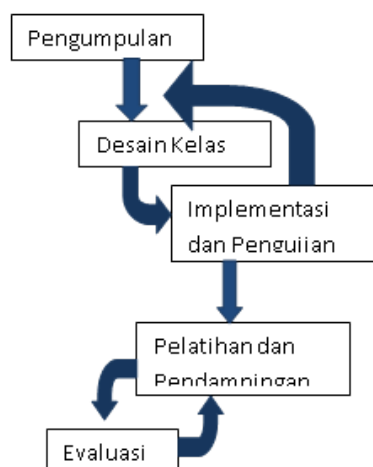 Pengumpulan
Desain Kelas
Implementasi
dan Pengujian
Pelatihan dan
Pendampingan
Evaluasi